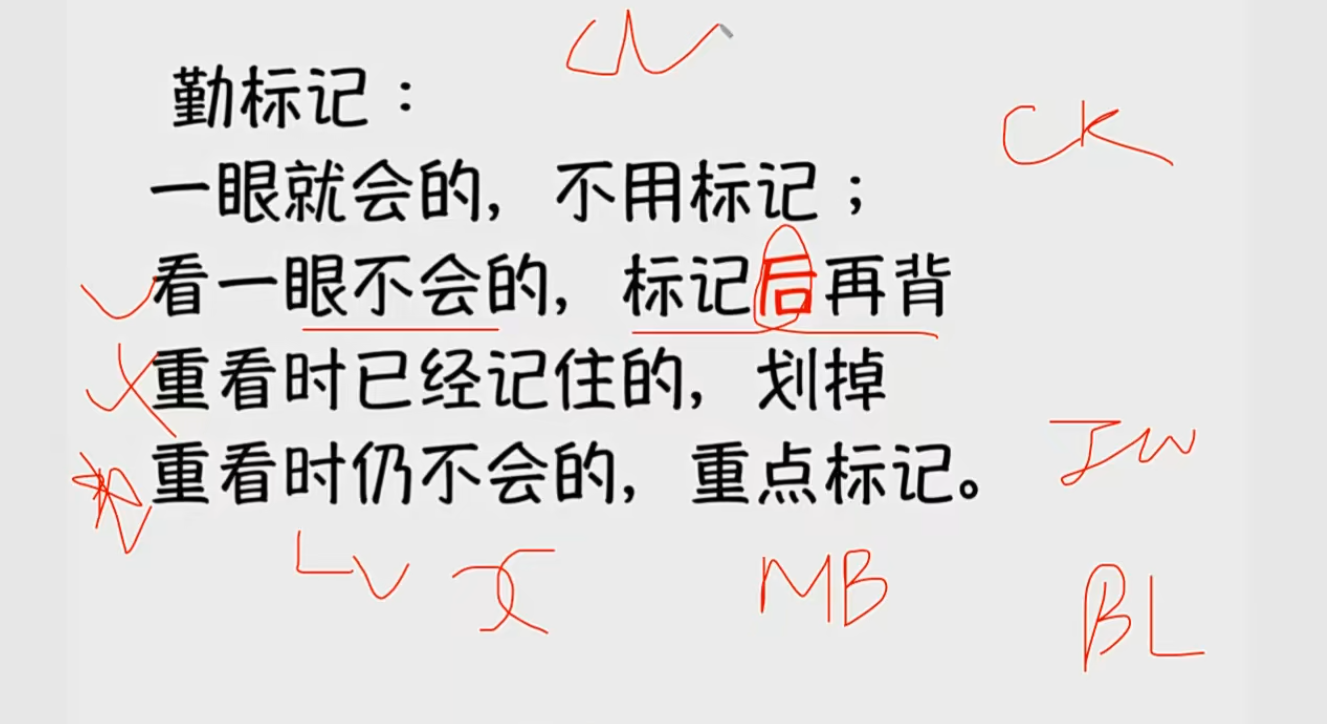 勤标记：
CK
一眼就会的，不用标记；
看一眼不会的，标记后再背
重看时已经记住的，划掉
重看时仍不会的，重点标记。
JW
LV
MB
BL